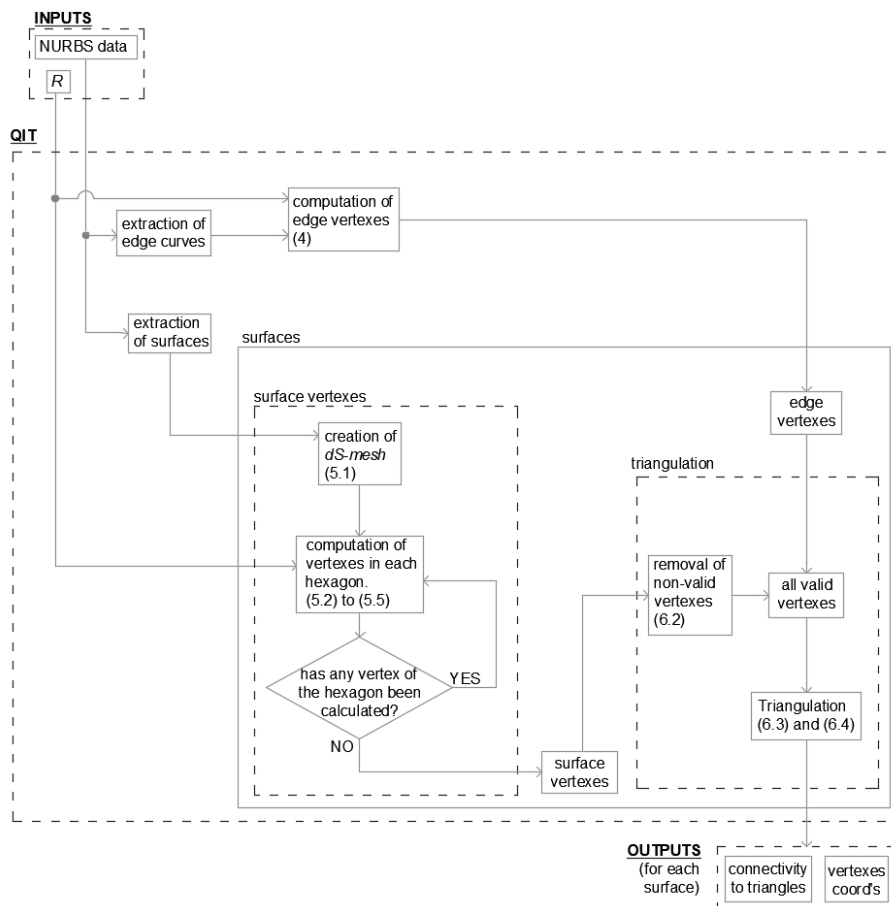 INPUTS
NURBS data
R
QIT
computation of
edge vertexes
(4)
extraction of
edge curves
extraction
of surfaces
surfaces
surface vertexes
edge
vertexes
creation of
dS-mesh
(5.1)
triangulation
computation of
vertexes in each
hexagon.
(5.2) to (5.5)
removal of
non-valid
vertexes
(6.2)
all valid
vertexes
has any vertex of
the hexagon been
calculated?
YES
NO
Triangulation
(6.3) and (6.4)
surface
vertexes
OUTPUTS
(for each
surface)
connectivity
to triangles
vertexes
coord's